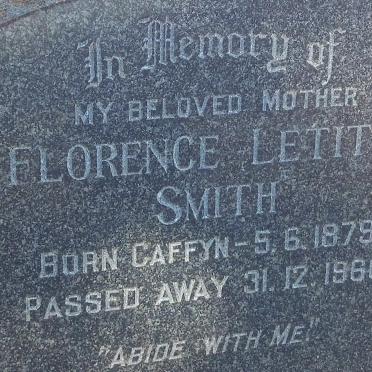 In Memory of
MY BELOVED MOTHER
FLORENCE LETIT
SMITH
BORN CAFFYN - 5.6.1879
PASSED AWAY 31.12.196
"ABIDE WITH ME."